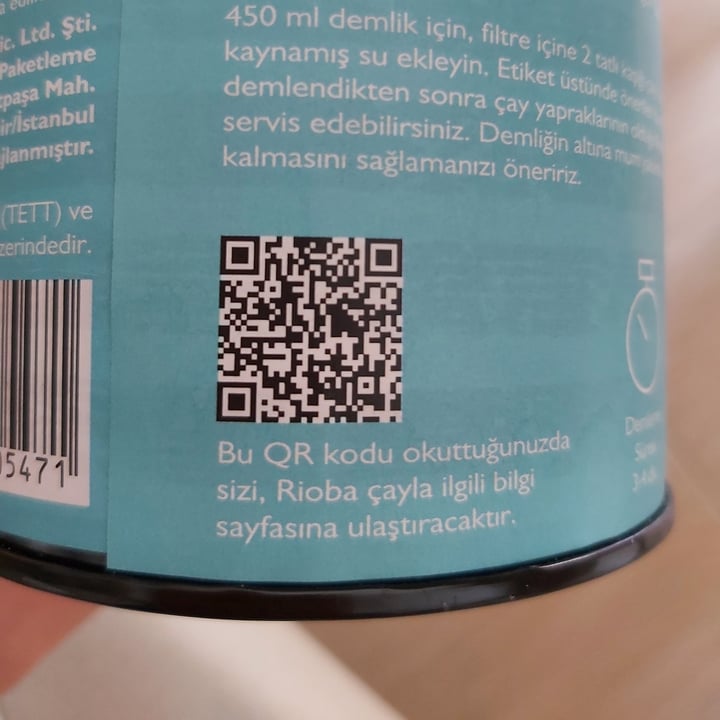 ic. Ltd. Şti.
Paketleme
paşa Mah.
ir/İstanbul
jlanmıştır.
(TETT) ve
zerindedir.
05471
450 ml demlik için, filtre içine 2 tatlı
kaynamış su ekleyin. Etiket üstünde
demlendikten sonra çay yapraklarının
servis edebilirsiniz. Demliğin altına mum
kalmasını sağlamanızı öneririz.
Bu QR kodu okuttuğunuzda
sizi, Rioba çayla ilgili bilgi
sayfasına ulaştıracaktır.